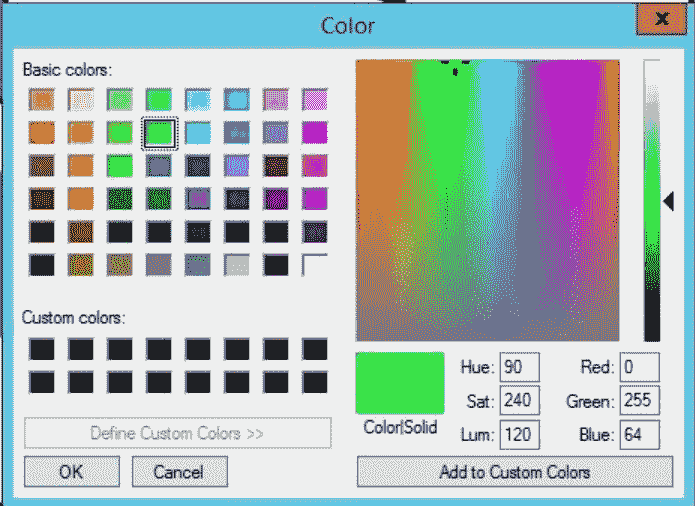 Color
x
Basic colors:
Custom colors:
Define Custom Colors >>
OK Cancel
Color|Solid
Hue: 90 Red: 0
Sat: 240 Green: 255
Lum: 120 Blue: 64
Add to Custom Colors